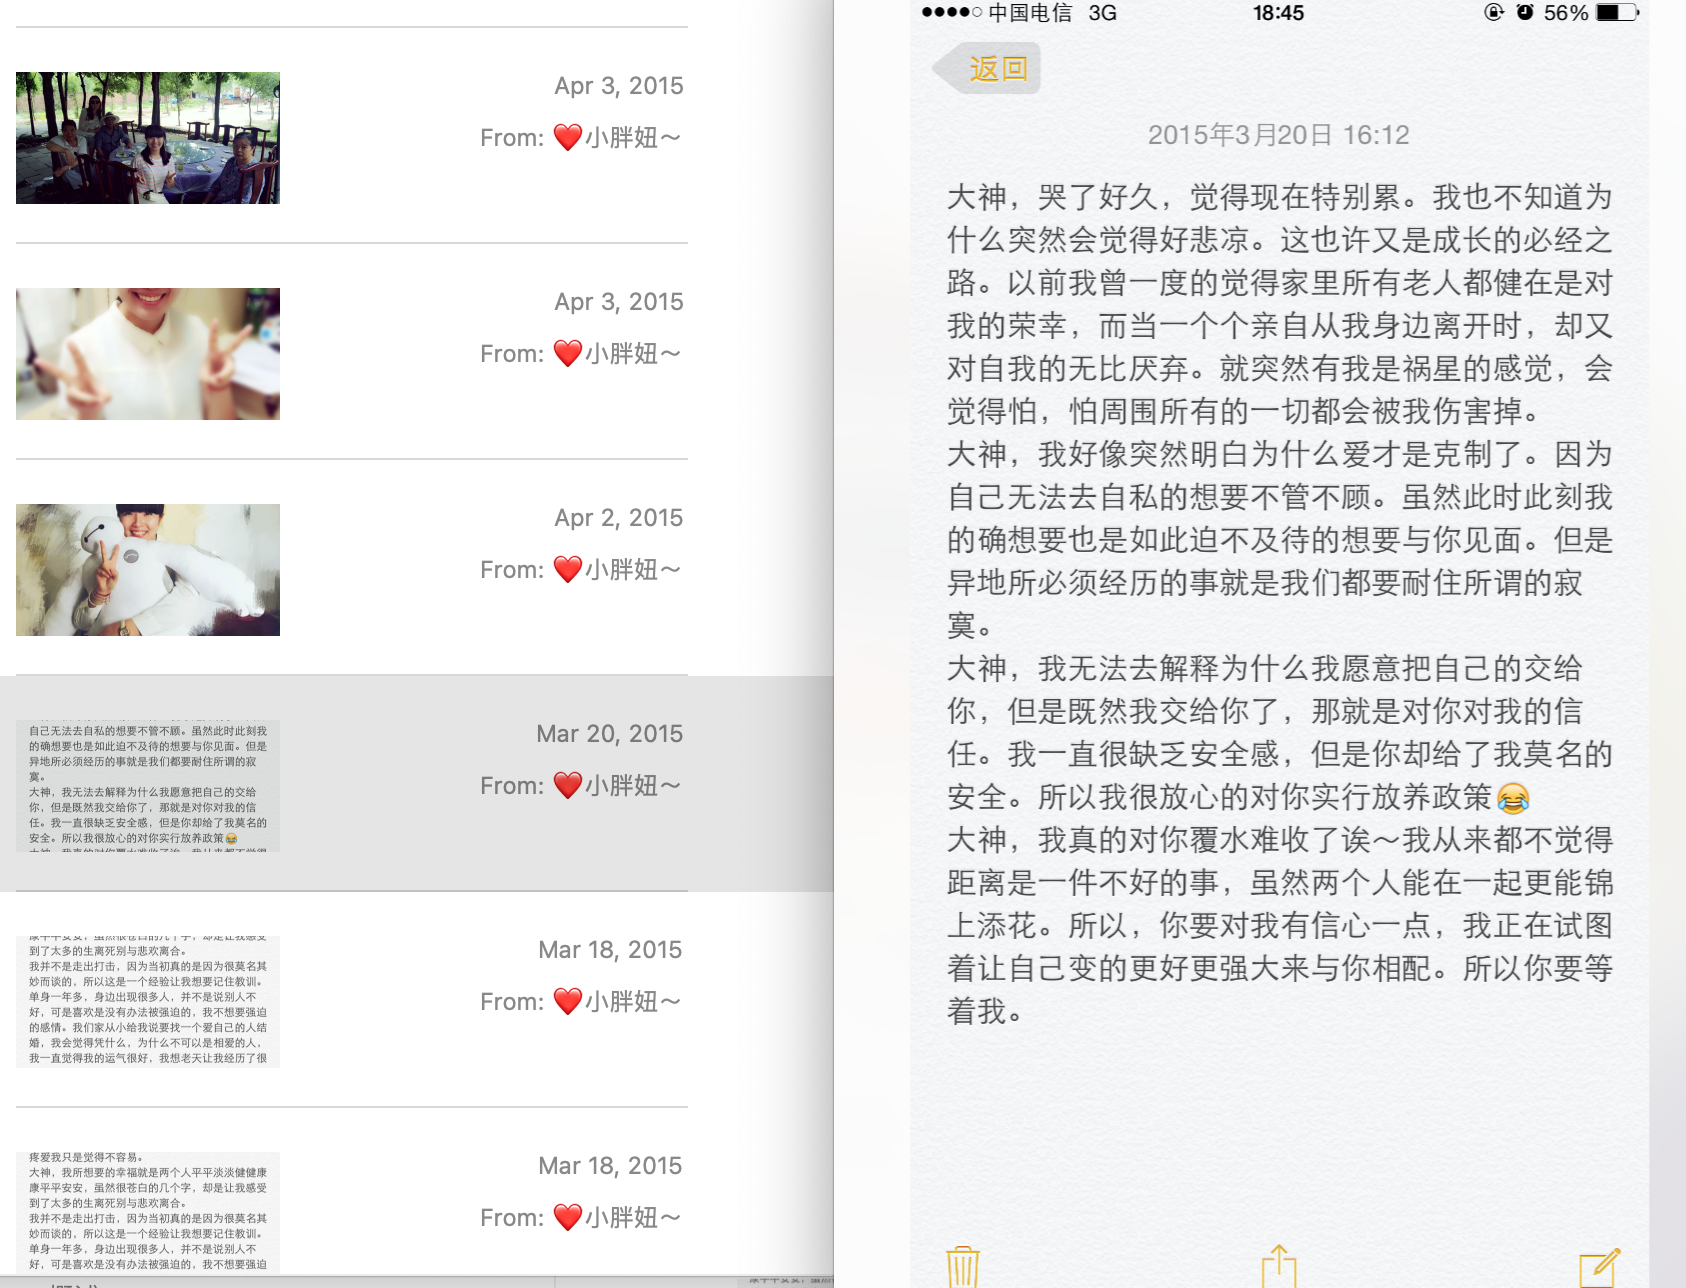 Apr 3, 2015
From: ❤️小胖妞～
Apr 3, 2015
From: ❤️小胖妞～
Apr 2, 2015
From: ❤️小胖妞～
自己无法去自私的想要不管不顾。虽然此时此刻我
的确想要也是如此迫不及待的想要与你见面。但是
异地所必须经历的事就是我们都要耐住所谓的寂
寞。
大神，我无法去解释为什么我愿意把自己的交给
你，但是既然我交给你了，那就是对你对我的信
任。我一直很缺乏安全感，但是你却给了我莫名的
安全。所以我很放心的对你实行放养政策😂
大神，我真的对你覆水难收了诶～我从来都不觉得
Mar 20, 2015
From: ❤️小胖妞～
康平平安安，虽然很苍白的几个字，却是让我感受
到了太多的生离死别与悲欢离合。
我并不是走出打击，因为当初真的是因为很莫名其
妙而谈的，所以这是一个经验让我想要记住教训。
单身一年多，身边出现很多人，并不是说别人不
好，可是喜欢是没有办法被强迫的，我不想要强迫
的感情。我们家从小给我说要找一个爱自己的人结
婚，我会觉得凭什么，为什么不可以是相爱的人，
我一直觉得我的运气很好，我想老天让我经历了很
Mar 18, 2015
From: ❤️小胖妞～
疼爱我只是觉得不容易。
大神，我所想要的幸福就是两个人平平淡淡健健康
康平平安安，虽然很苍白的几个字，却是让我感受
到了太多的生离死别与悲欢离合。
我并不是走出打击，因为当初真的是因为很莫名其
妙而谈的，所以这是一个经验让我想要记住教训。
单身一年多，身边出现很多人，并不是说别人不
好，可是喜欢是没有办法被强迫的，我不想要强迫
Mar 18, 2015
From: ❤️小胖妞～
中国电信 3G 18:45 56%
返回
2015年3月20日 16:12
大神，哭了好久，觉得现在特别累。我也不知道为
什么突然会觉得好悲凉。这也许又是成长的必经之
路。以前我曾一度的觉得家里所有老人都健在是对
我的荣幸，而当一个个亲自从我身边离开时，却又
对自我的无比厌弃。就突然有我是祸星的感觉，会
觉得怕，怕周围所有的一切都会被我伤害掉。
大神，我好像突然明白为什么爱才是克制了。因为
自己无法去自私的想要不管不顾。虽然此时此刻我
的确想要也是如此迫不及待的想要与你见面。但是
异地所必须经历的事就是我们都要耐住所谓的寂
寞。
大神，我无法去解释为什么我愿意把自己的交给
你，但是既然我交给你了，那就是对你对我的信
任。我一直很缺乏安全感，但是你却给了我莫名的
安全。所以我很放心的对你实行放养政策😂
大神，我真的对你覆水难收了诶～我从来都不觉得
距离是一件不好的事，虽然两个人能在一起更能锦
上添花。所以，你要对我有信心一点，我正在试图
着让自己变的更好更强大来与你相配。所以你要等
着我。